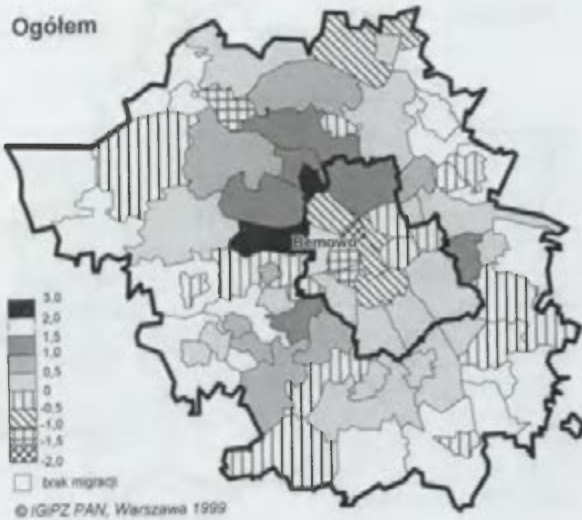 Ogółem
Bemowo
3,0
2,0
1,5
1,0
0,5
0
-0,5
-1,0
-1,5
-2,0
brak migracji
© IGiPZ PAN, Warszawa 1999